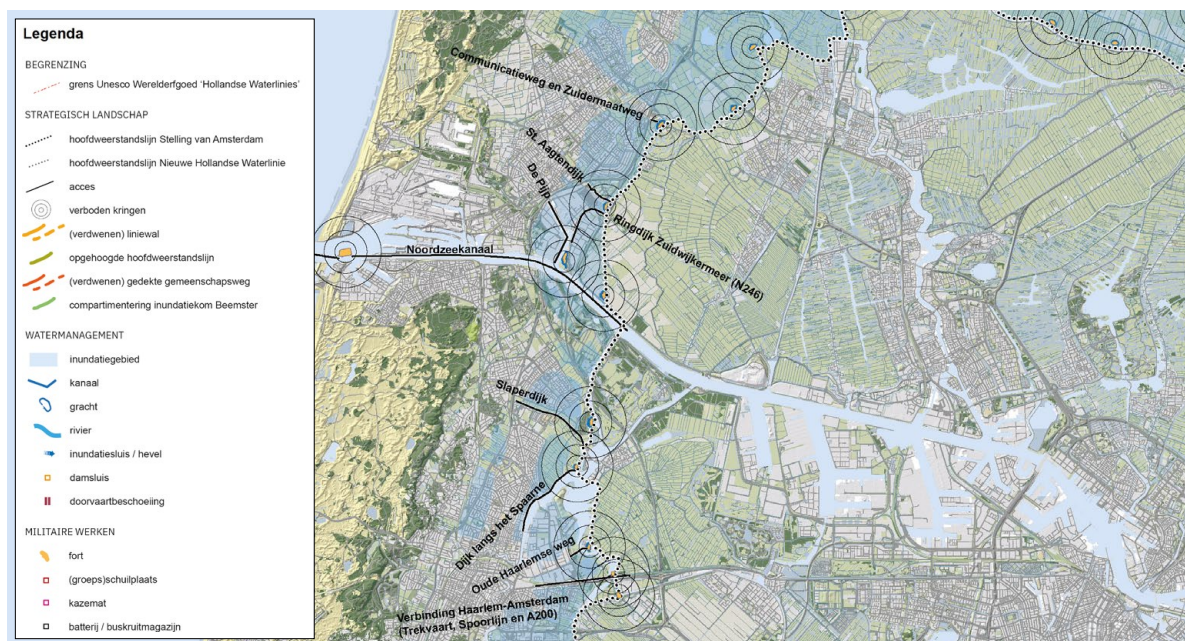 Legenda
BEGRENZING
grens Unesco Werelderfgoed 'Hollandse Waterlinies'
STRATEGISCH LANDSCHAP
hoofdweerstandslijn Stelling van Amsterdam
hoofdweerstandslijn Nieuwe Hollandse Waterlinie
acces
verboden kringen
(verdwenen) liniewal
opgehoogde hoofdweerstandslijn
(verdwenen) gedekte gemeenschapsweg
compartimentering inundatiekom Beemster
WATERMANAGEMENT
inundatiegebied
kanaal
gracht
rivier
inundatiesluis / hevel
damsluis
doorvaartbeschoeiing
MILITAIRE WERKEN
fort
(groeps)schuilplaats
kazemat
batterij / buskruitmagazijn
Communicatieweg en Zuidermaatweg
St. Aagtendijk
De Pijp
Ringdijk Zuidwijkermeer (N246)
Noordzeekanaal
Slaperdijk
Dijk langs het Spaarne
Oude Haarlemse weg
Verbinding Haarlem-Amsterdam
(Trekvaart, Spoorlijn en A200)